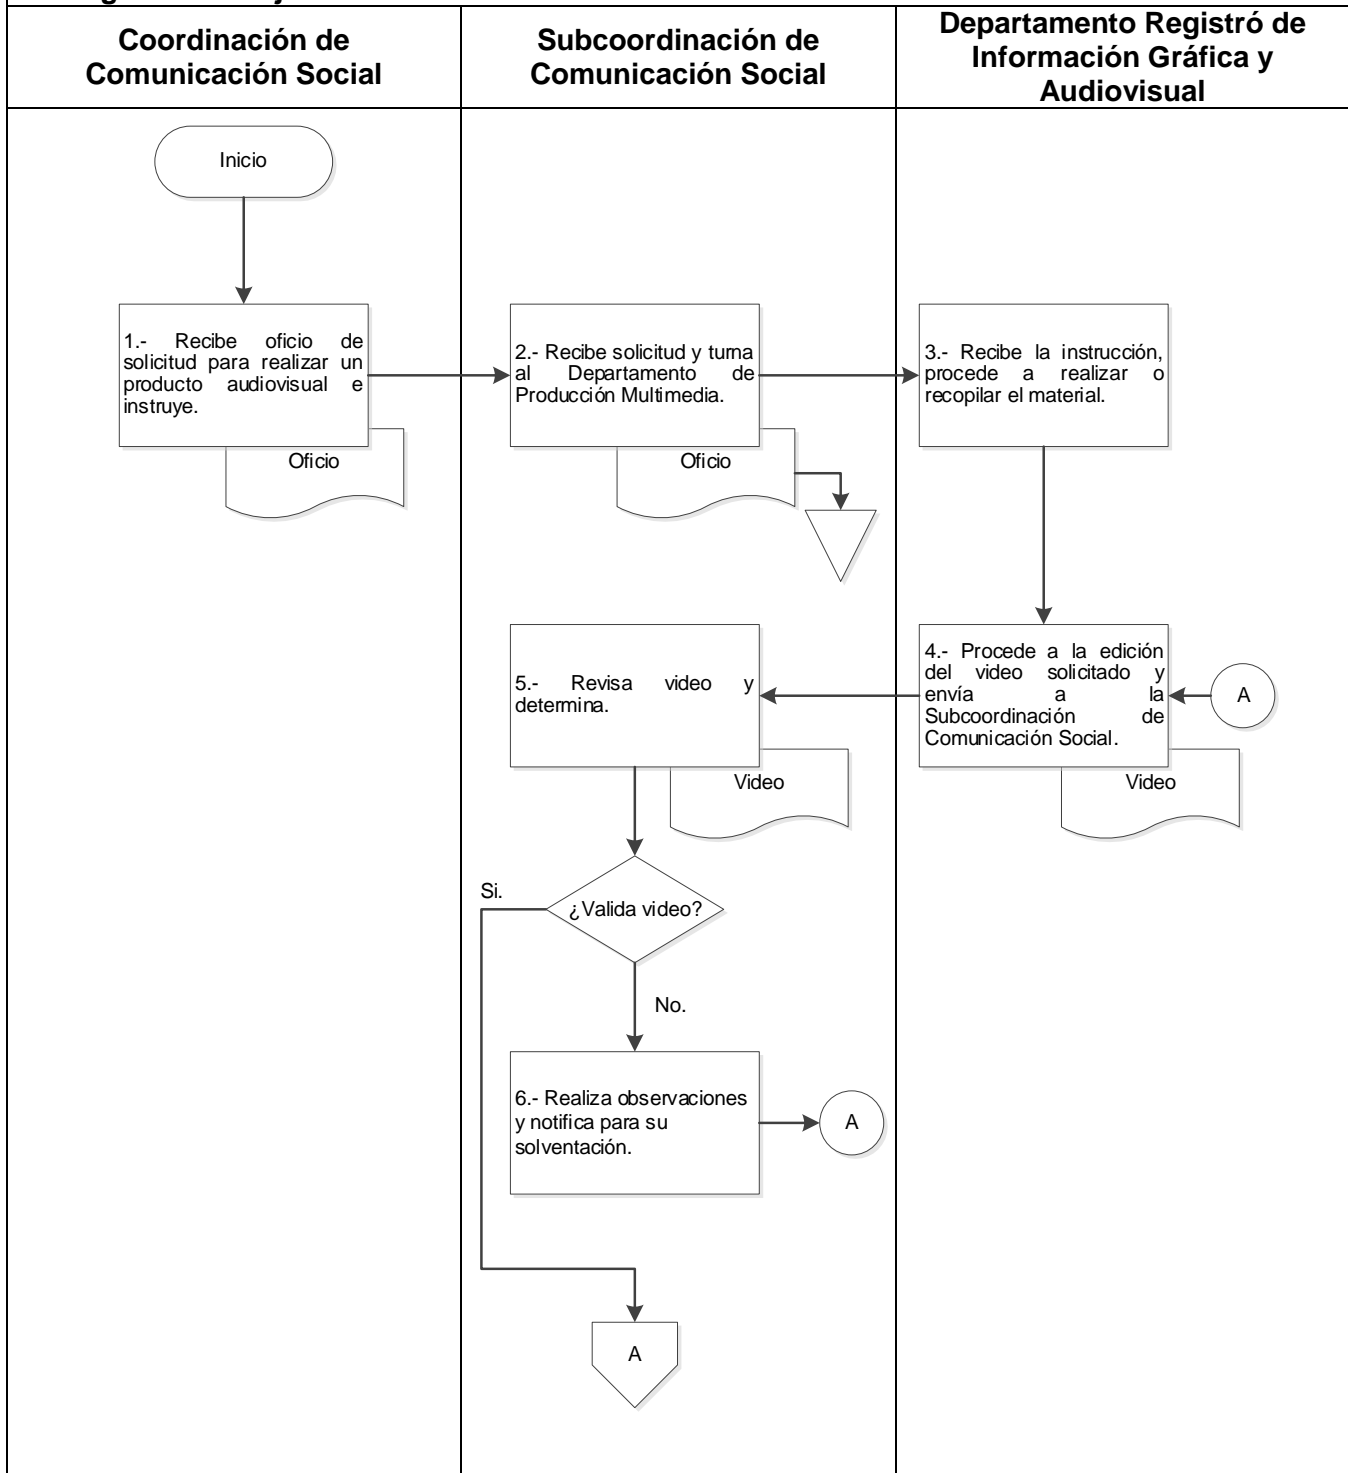 Coordinación de
Comunicación Social
Subcoordinación de
Comunicación Social
Departamento Registró de
Información Gráfica y
Audiovisual
Inicio
1.- Recibe oficio de
solicitud para realizar un
producto audiovisual e
instruye.
Oficio
2.- Recibe solicitud y turna
al Departamento de
Producción Multimedia.
Oficio
3.- Recibe la instrucción,
procede a realizar o
recopilar el material.
4.- Procede a la edición
del video solicitado y
envía a la
Subcoordinación de
Comunicación Social.
A
Video
5.- Revisa video y
determina.
Video
¿Valida video?
Si.
No.
6.- Realiza observaciones
y notifica para su
solventación.
A
A